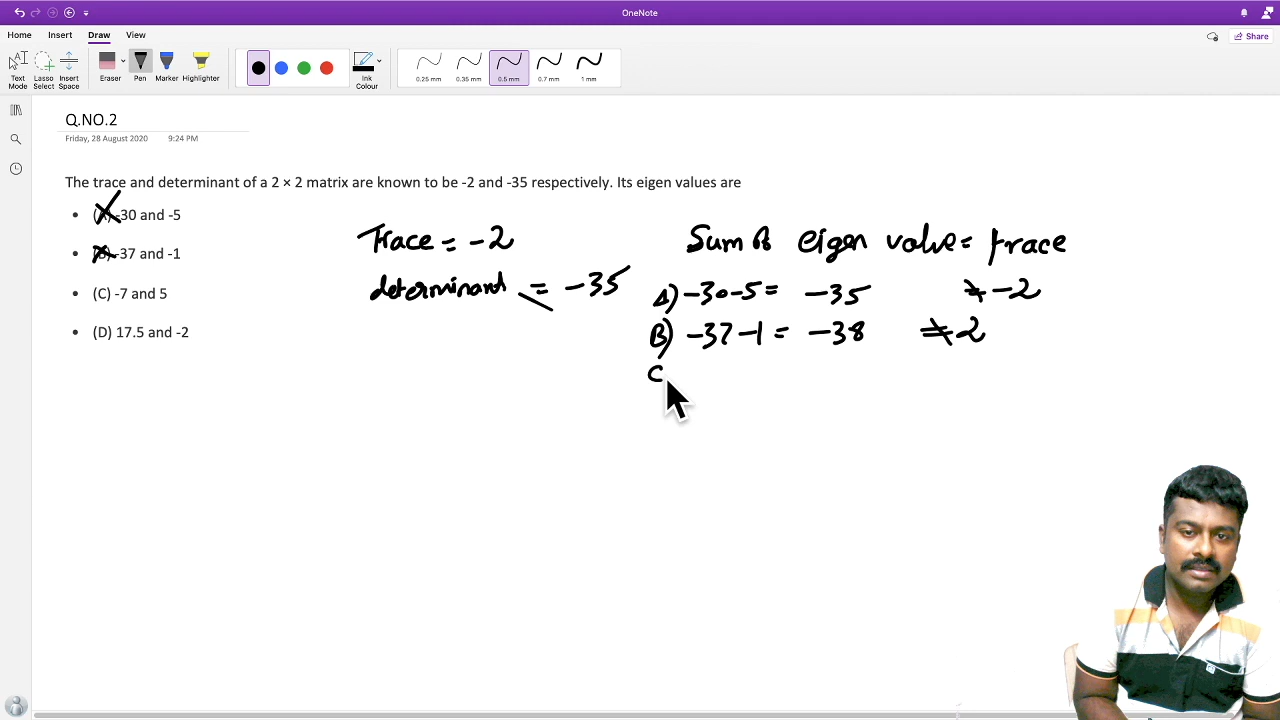 OneNote
Home Insert Draw View
Share
Text Mode
Lasso Select
Insert Space
Eraser
Pen
Marker
Highlighter
Ink Colour
0.25 mm 0.35 mm 0.5 mm 0.7 mm 1 mm
Q.NO.2
Friday, 28 August 2020 9:24 PM
The trace and determinant of a 2 × 2 matrix are known to be -2 and -35 respectively. Its eigen values are
(A) -30 and -5
(B) -37 and -1
(C) -7 and 5
(D) 17.5 and -2
Trace = -2
determinant = -35
Sum of eigen value = trace
A) -30-5 = -35 ≠ -2
B) -37-1 = -38 ≠ 2
C